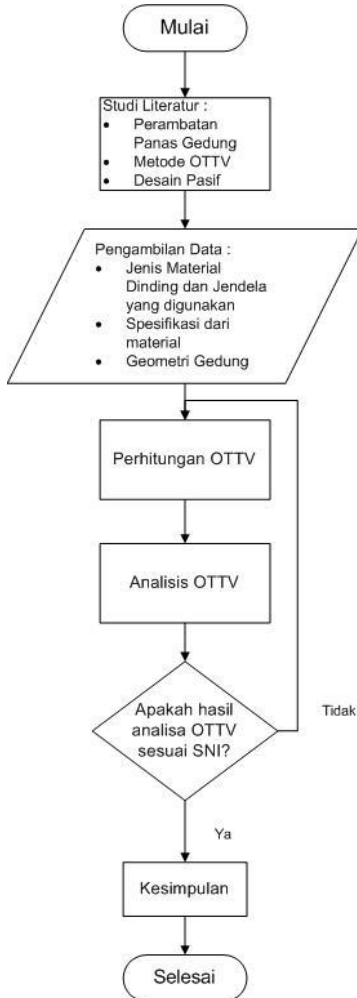 Mulai
Studi Literatur :
• Perambatan
Panas Gedung
• Metode OTTV
• Desain Pasif
Pengambilan Data :
• Jenis Material
Dinding dan Jendela
yang digunakan
• Spesifikasi dari
material
• Geometri Gedung
Perhitungan OTTV
Analisis OTTV
Apakah hasil
analisa OTTV
sesuai SNI?
Tidak
Ya
Kesimpulan
Selesai